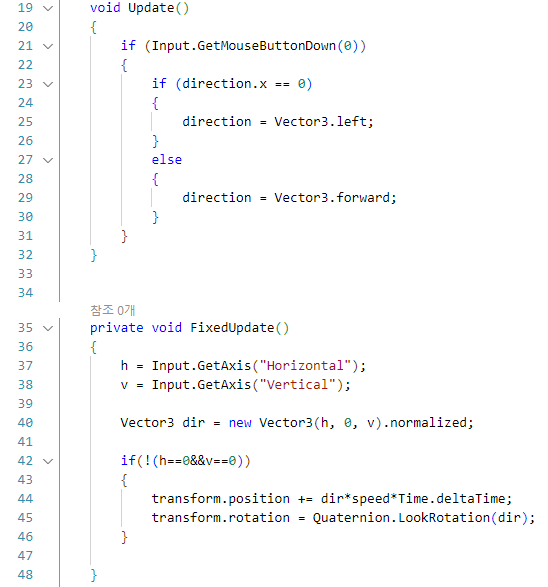 19 void Update()
20 {
21 if (Input.GetMouseButtonDown(0))
22 {
23 if (direction.x == 0)
24 {
25 direction = Vector3.left;
26 }
27 else
28 {
29 direction = Vector3.forward;
30 }
31 }
32 }
33
34
참조 0개
35 private void FixedUpdate()
36 {
37 h = Input.GetAxis("Horizontal");
38 v = Input.GetAxis("Vertical");
39
40 Vector3 dir = new Vector3(h, 0, v).normalized;
41
42 if(!(h==0&&v==0))
43 {
44 transform.position += dir*speed*Time.deltaTime;
45 transform.rotation = Quaternion.LookRotation(dir);
46 }
47
48 }